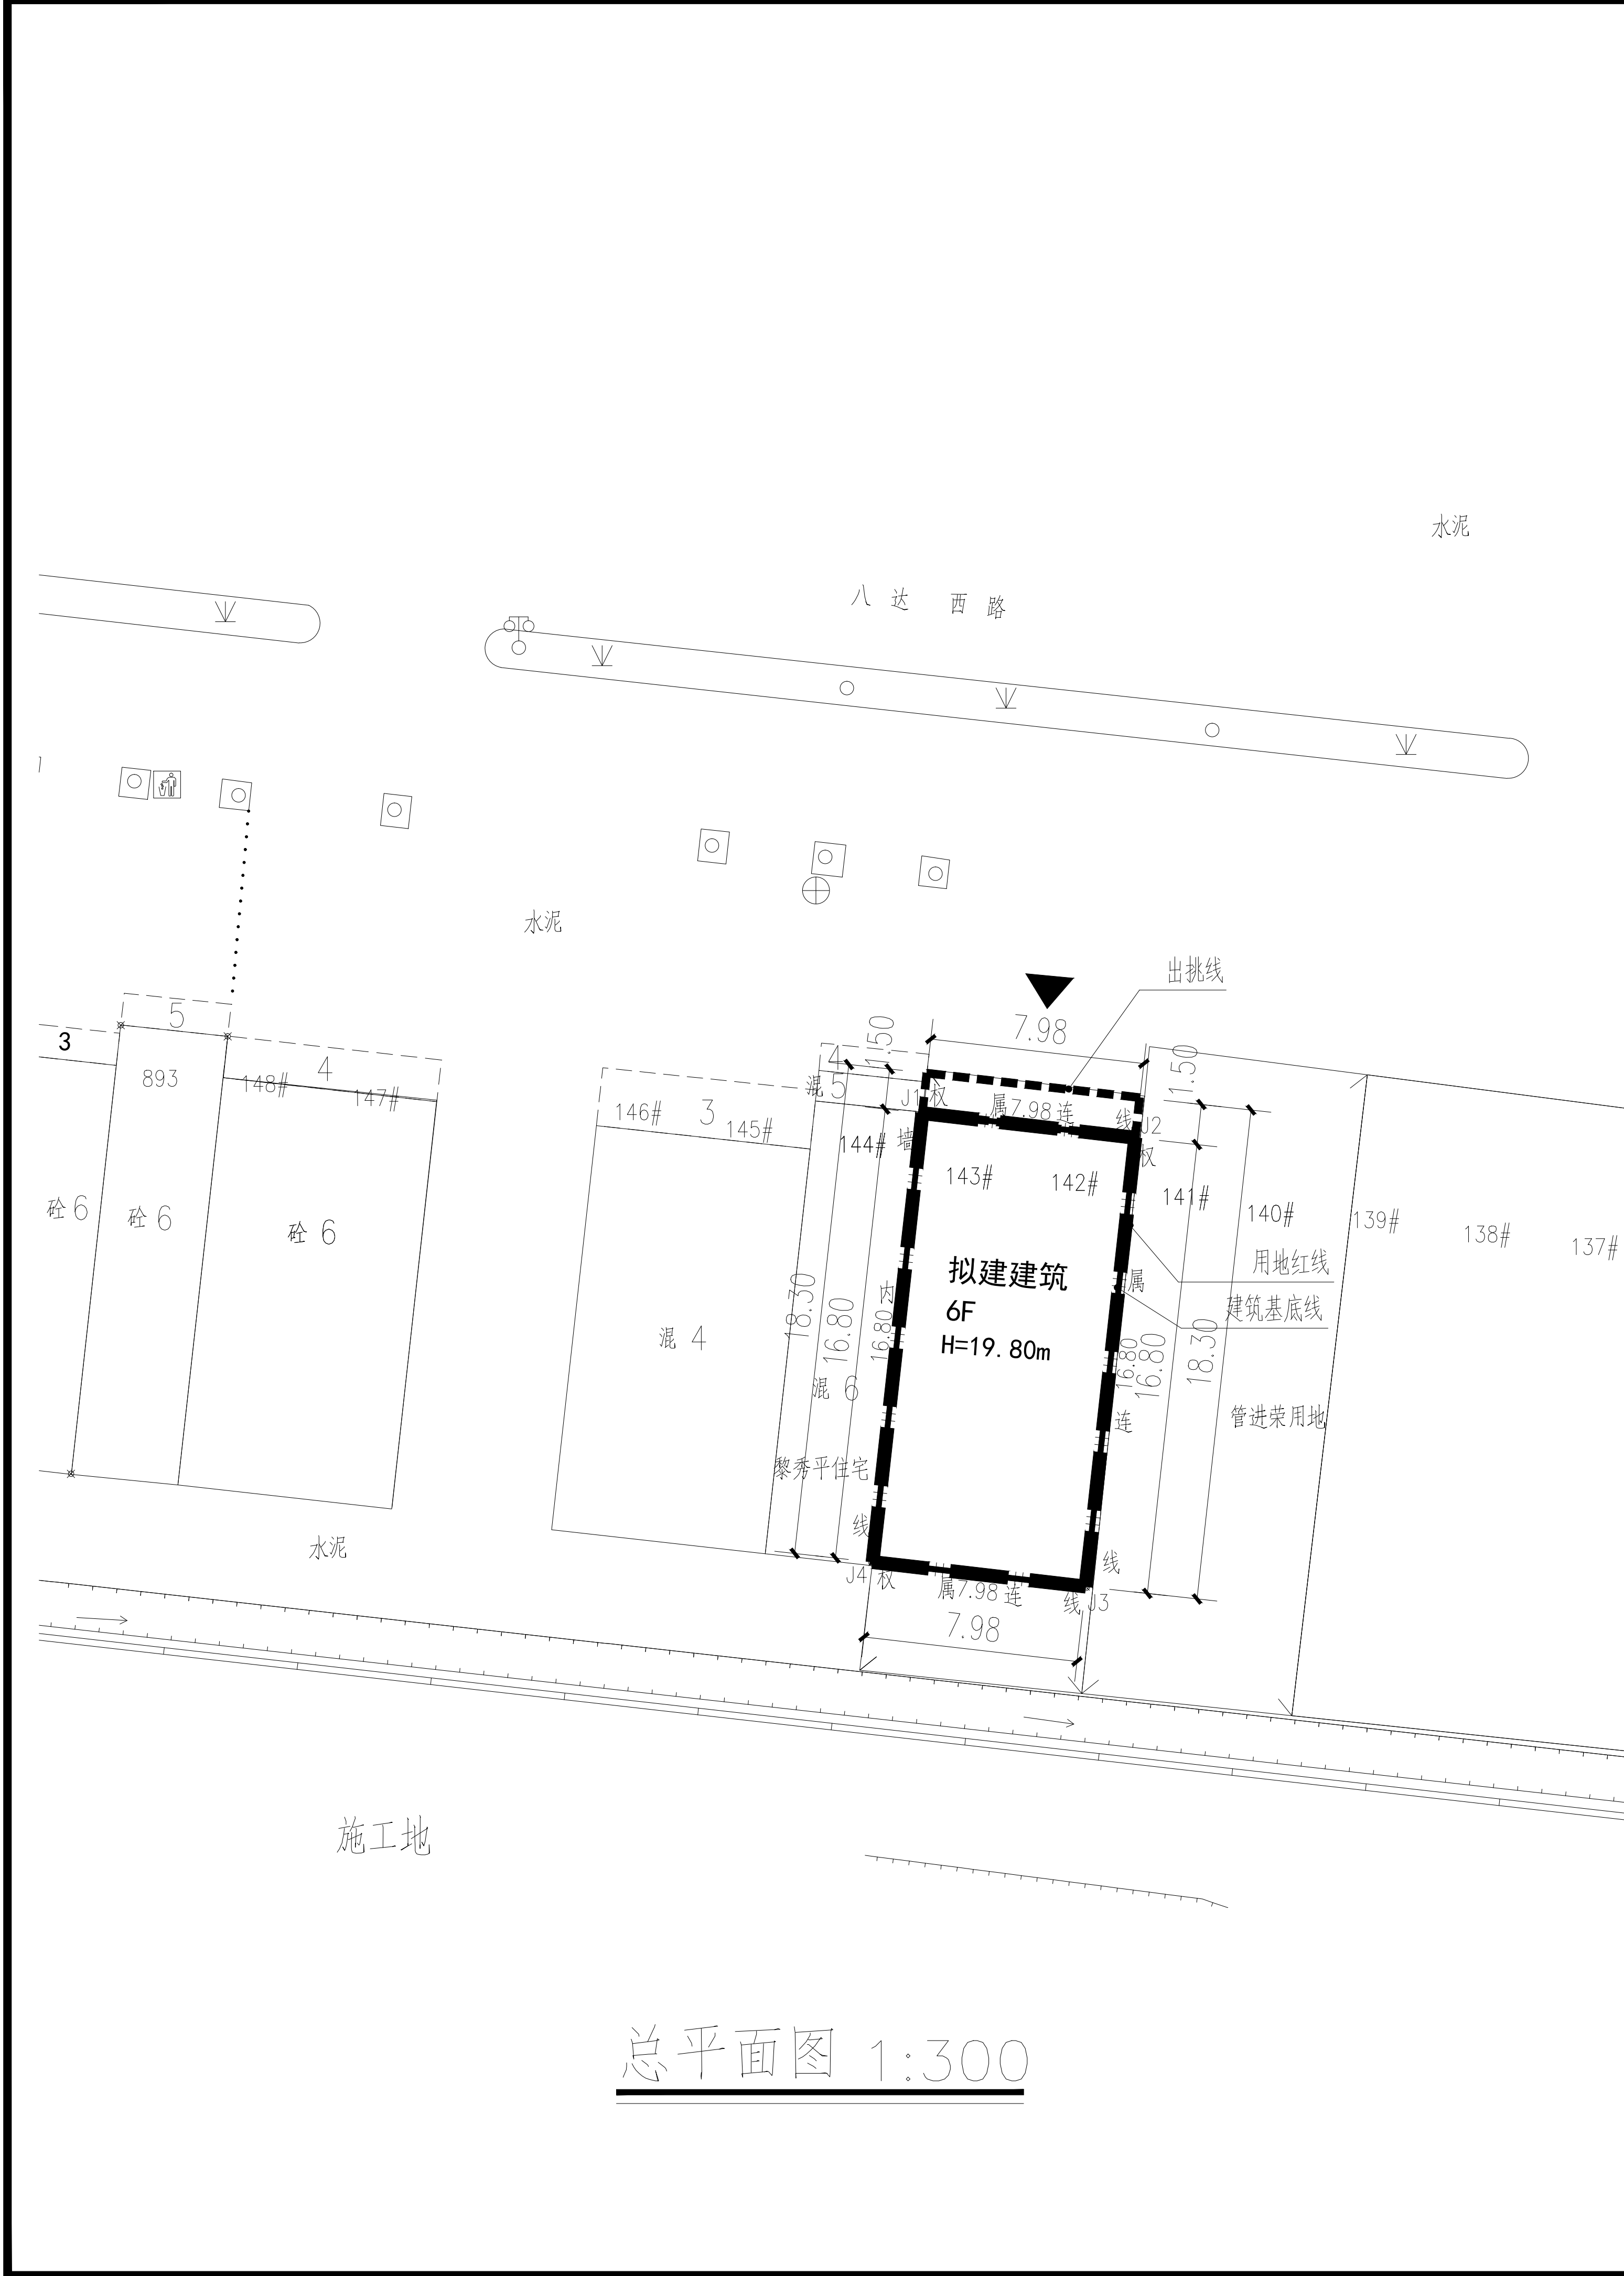 水泥
八达 西路
水泥
出挑线
5
3
893
4
148#
147#
7.98
1.50
1.50
4
混5
146#
3
145#
J1
权
属
7.98
连
线
J2
144#
墙
权
143#
142#
141#
140#
139#
138#
137#
砼6
砼6
砼 6
用地红线
建筑基底线
拟建建筑
6F
H=19.80m
内
属
18.30
16.80
16.80
16.80
16.80
18.30
混 4
混 6
连
管进荣用地
黎秀平住宅
线
线
水泥
J4
权
属
7.98
连
线
J3
7.98
施工地
总平面图 1:300